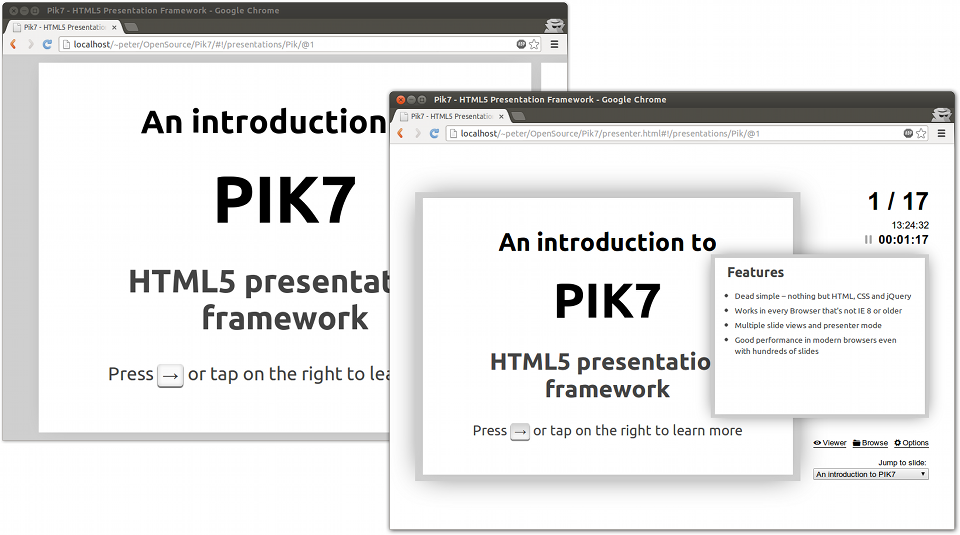 Pik7 - HTML5 Presentation Framework - Google Chrome
Pik7 - HTML5 Presentation
localhost/~peter/OpenSource/Pik7/#!/presentations/Pik/@1
An introduction
PIK7
HTML5 presentat
framework
Press → or tap on the right to lea
Pik7 - HTML5 Presentation Framework - Google Chrome
Pik7 - HTML5 Presentatio
localhost/~peter/OpenSource/Pik7/presenter.html#!/presentations/Pik/@1
An introduction to
PIK7
HTML5 presentatio
framework
Press → or tap on the right to learn more
1 / 17
13:24:32
00:01:17
Features
• Dead simple – nothing but HTML, CSS and jQuery
• Works in every Browser that's not IE 8 or older
• Multiple slide views and presenter mode
• Good performance in modern browsers even
with hundreds of slides
Viewer Browse Options
Jump to slide:
An introduction to PIK7